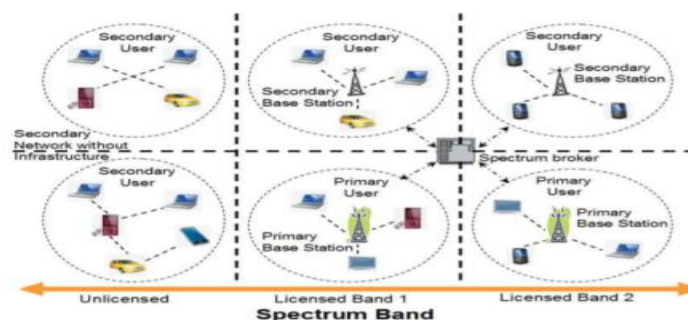 Secondary
User
Secondary
User
Secondary
Base Station
Secondary
User
Secondary
Base Station
Secondary
Network without
Infrastructure
Spectrum broker
Secondary
User
Primary
User
Primary
Base Station
Primary
User
Primary
Base Station
Unlicensed
Licensed Band 1
Licensed Band 2
Spectrum Band